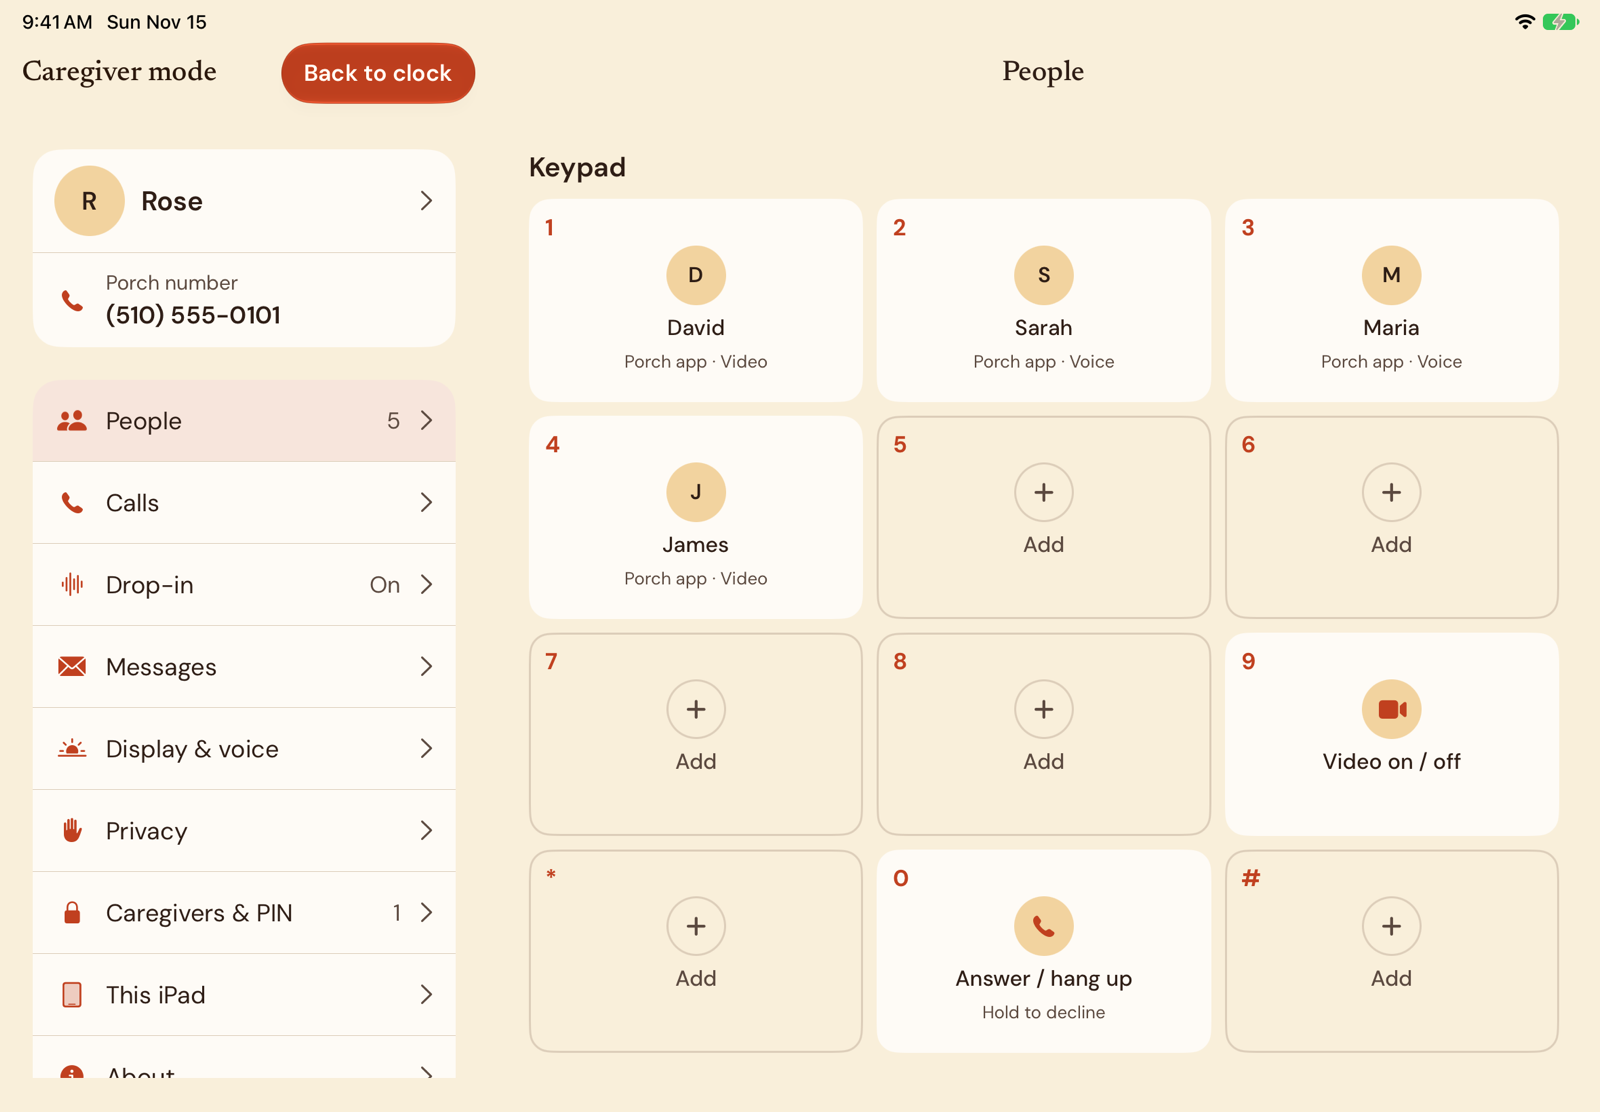 9:41 AM Sun Nov 15
Caregiver mode
Back to clock
People
R
Rose
Porch number
(510) 555-0101
People 5
Calls
Drop-in On
Messages
Display & voice
Privacy
Caregivers & PIN 1
This iPad
About
Keypad
1
D
David
Porch app · Video
2
S
Sarah
Porch app · Voice
3
M
Maria
Porch app · Voice
4
J
James
Porch app · Video
5
Add
6
Add
7
Add
8
Add
9
Video on / off
*
Add
0
Answer / hang up
Hold to decline
#
Add